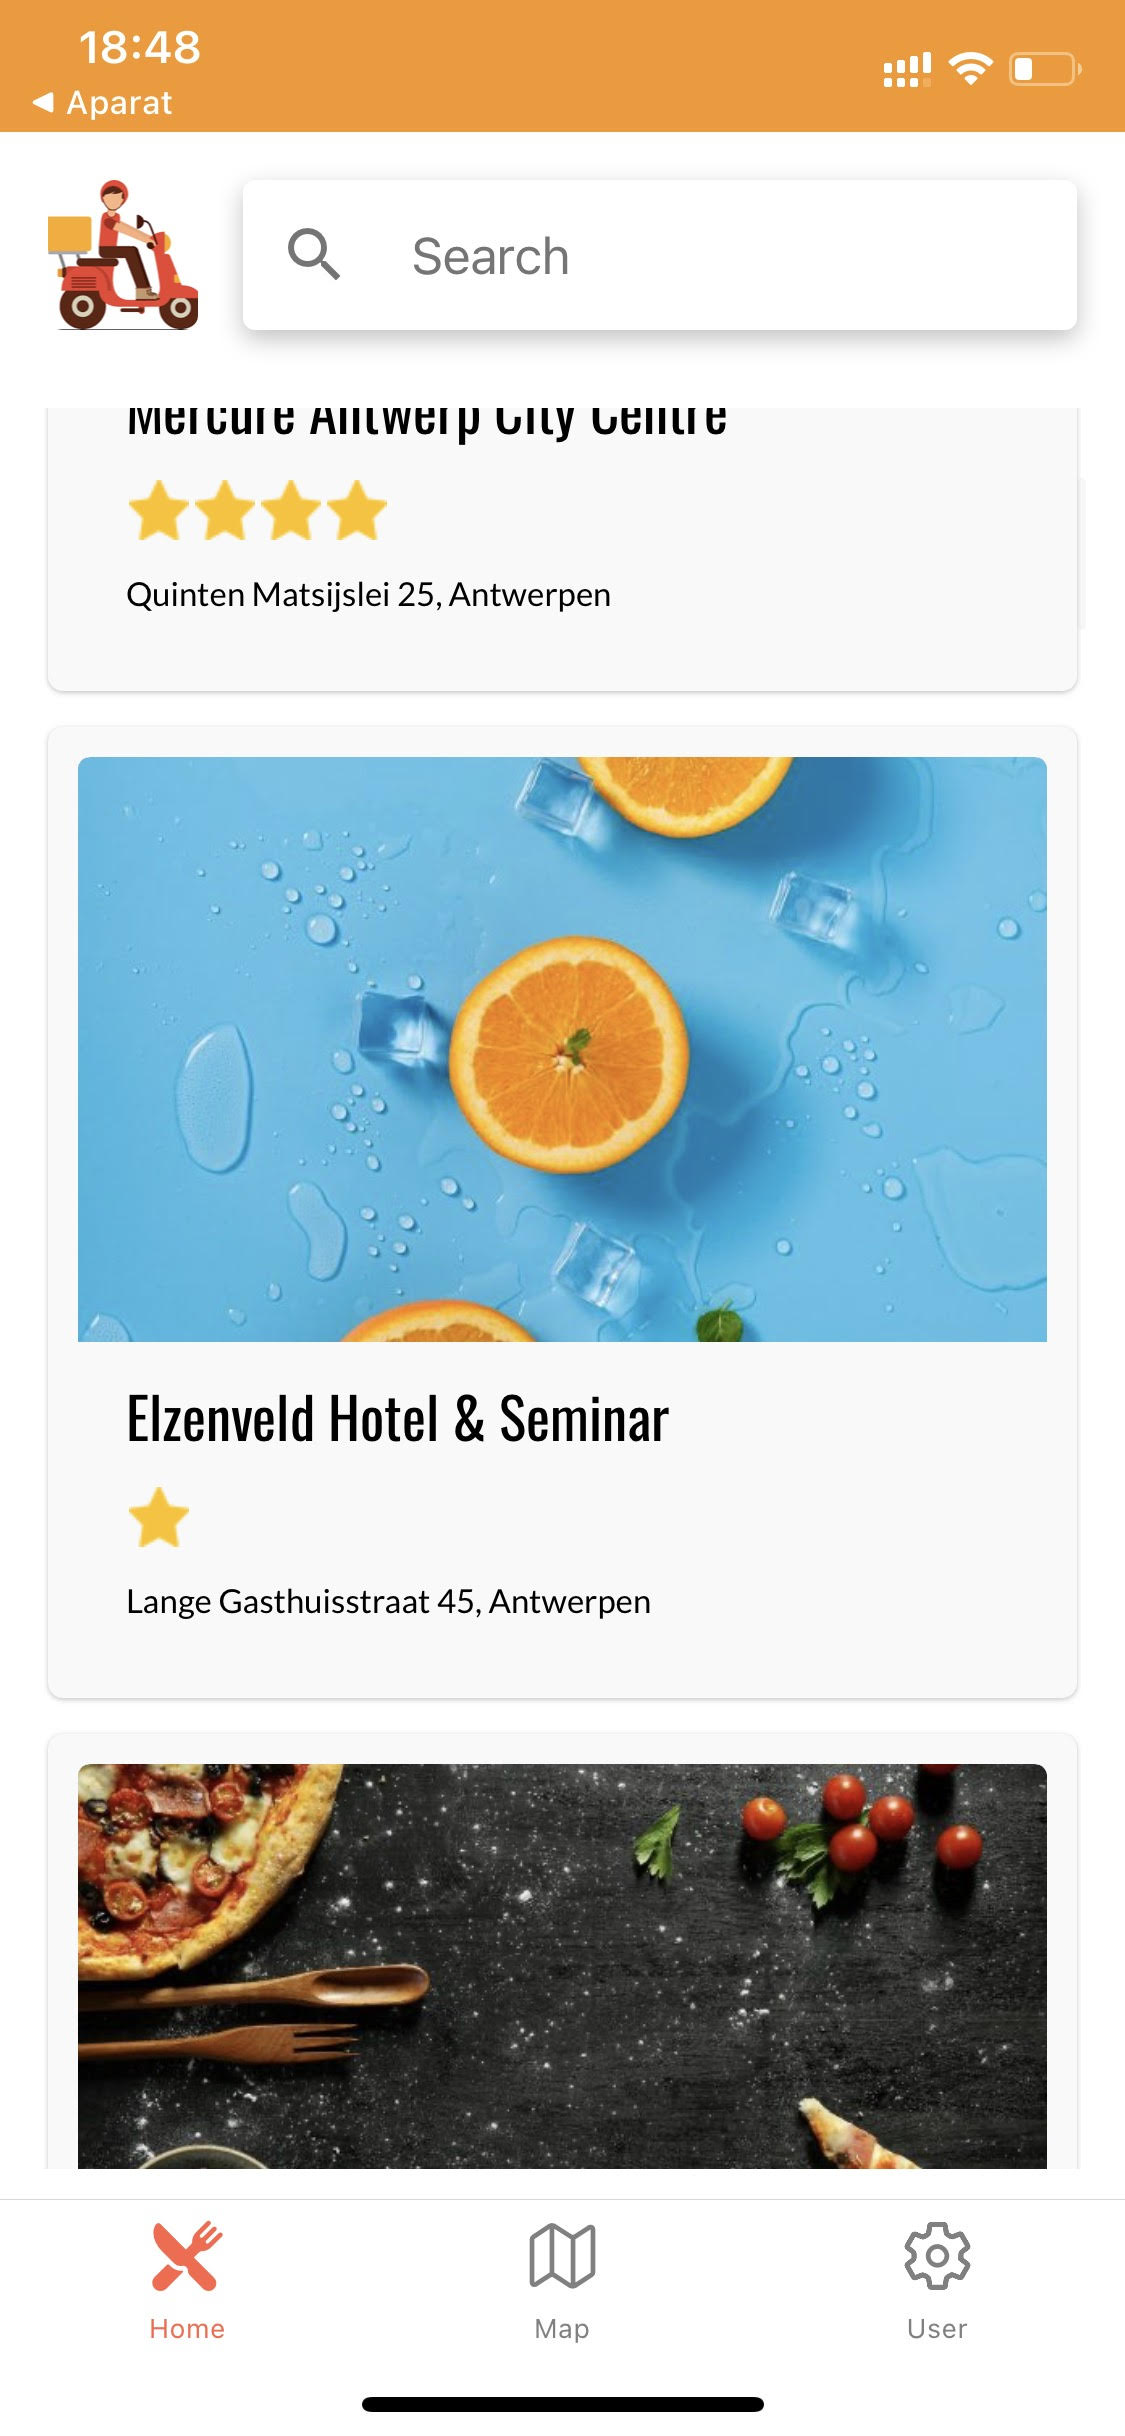 18:48
◀ Aparat
Search
Mercure Antwerp City Centre
Quinten Matsijslei 25, Antwerpen
Elzenveld Hotel & Seminar
Lange Gasthuisstraat 45, Antwerpen
Home
Map
User